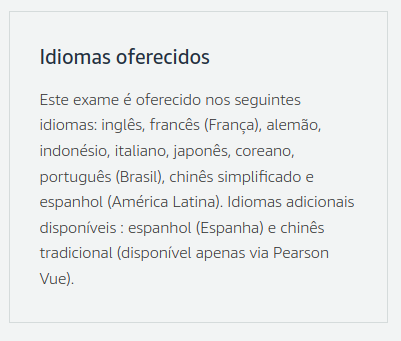 Idiomas oferecidos
Este exame é oferecido nos seguintes
idiomas: inglês, francês (França), alemão,
indonésio, italiano, japonês, coreano,
português (Brasil), chinês simplificado e
espanhol (América Latina). Idiomas adicionais
disponíveis : espanhol (Espanha) e chinês
tradicional (disponível apenas via Pearson
Vue).